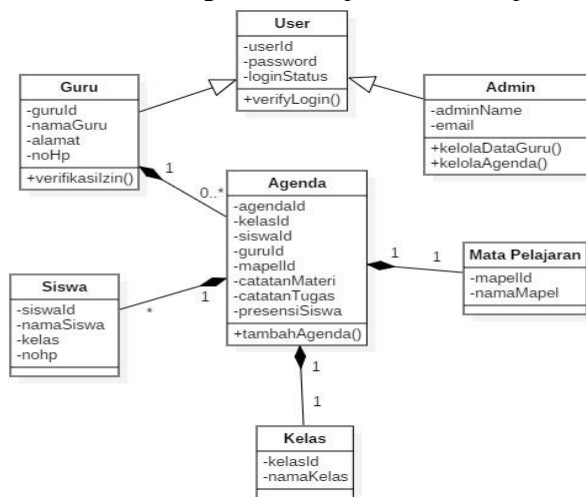 User
-userId
-password
-loginStatus
+verifyLogin()
Guru
-guruId
-namaGuru
-alamat
-noHp
+verifikasiIzin()
Admin
-adminName
-email
+kelolaDataGuru()
+kelolaAgenda()
1
0..*
Agenda
-agendaId
-kelasId
-siswaId
-guruId
-mapelId
-catatanMateri
-catatanTugas
-presensiSiswa
+tambahAgenda()
1
1
Mata Pelajaran
-mapelId
-namaMapel
Siswa
-siswaId
-namaSiswa
-kelas
-nohp
1
*
1
1
Kelas
-kelasId
-namaKelas